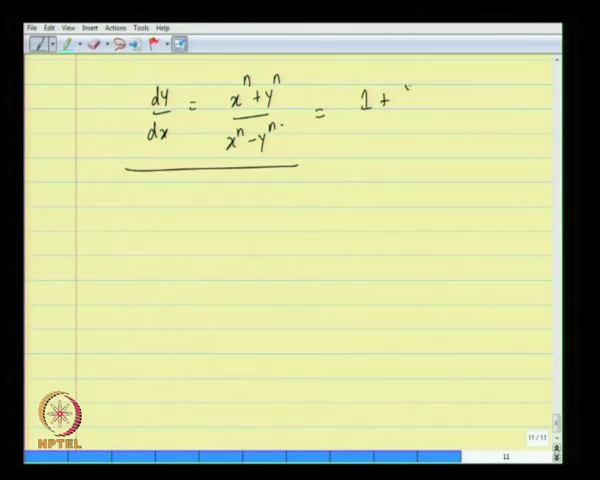 File Edit View Insert Actions Tools Help
dy/dx = x^n + y^n / x^n - y^n = 1 +
NPTEL
11 / 11
11